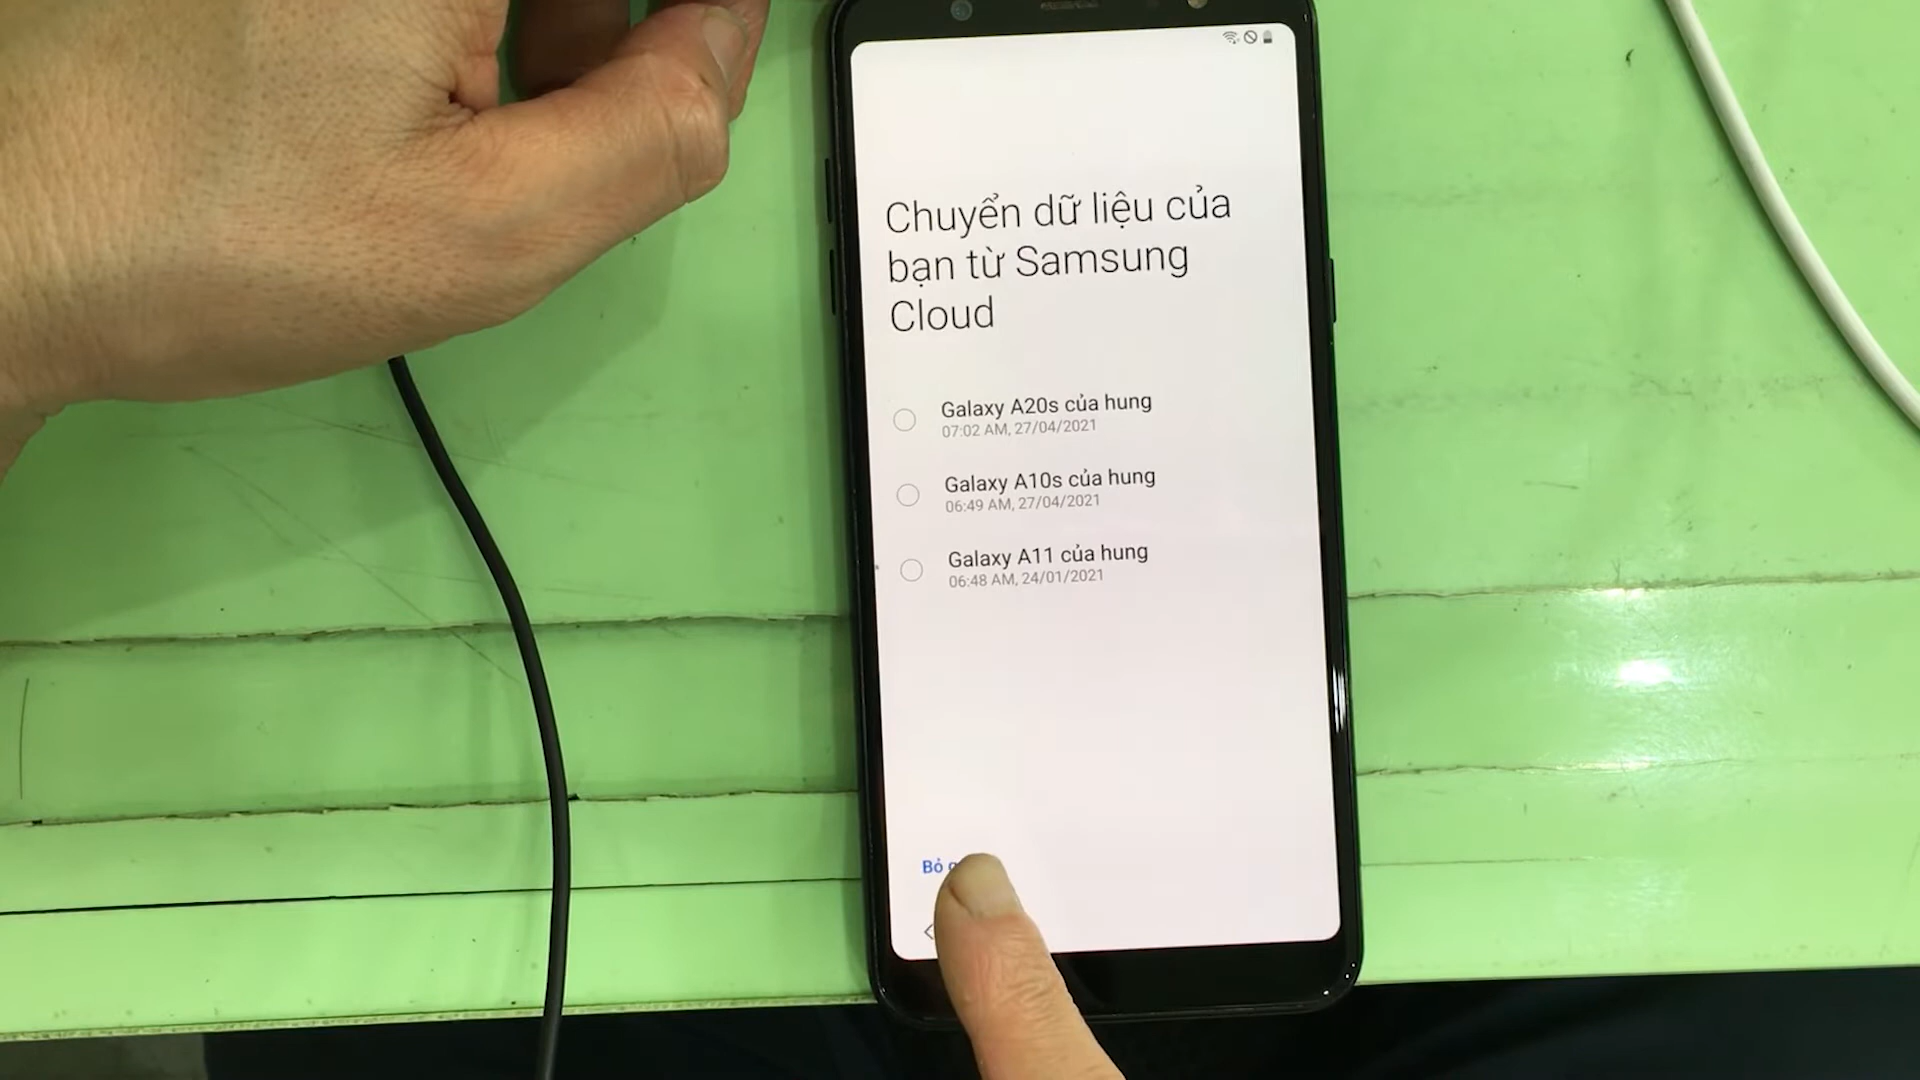 Chuyển dữ liệu của
bạn từ Samsung
Cloud
Galaxy A20s của hung
07:02 AM, 27/04/2021
Galaxy A10s của hung
06:49 AM, 27/04/2021
Galaxy A11 của hung
06:48 AM, 24/01/2021
Bỏ